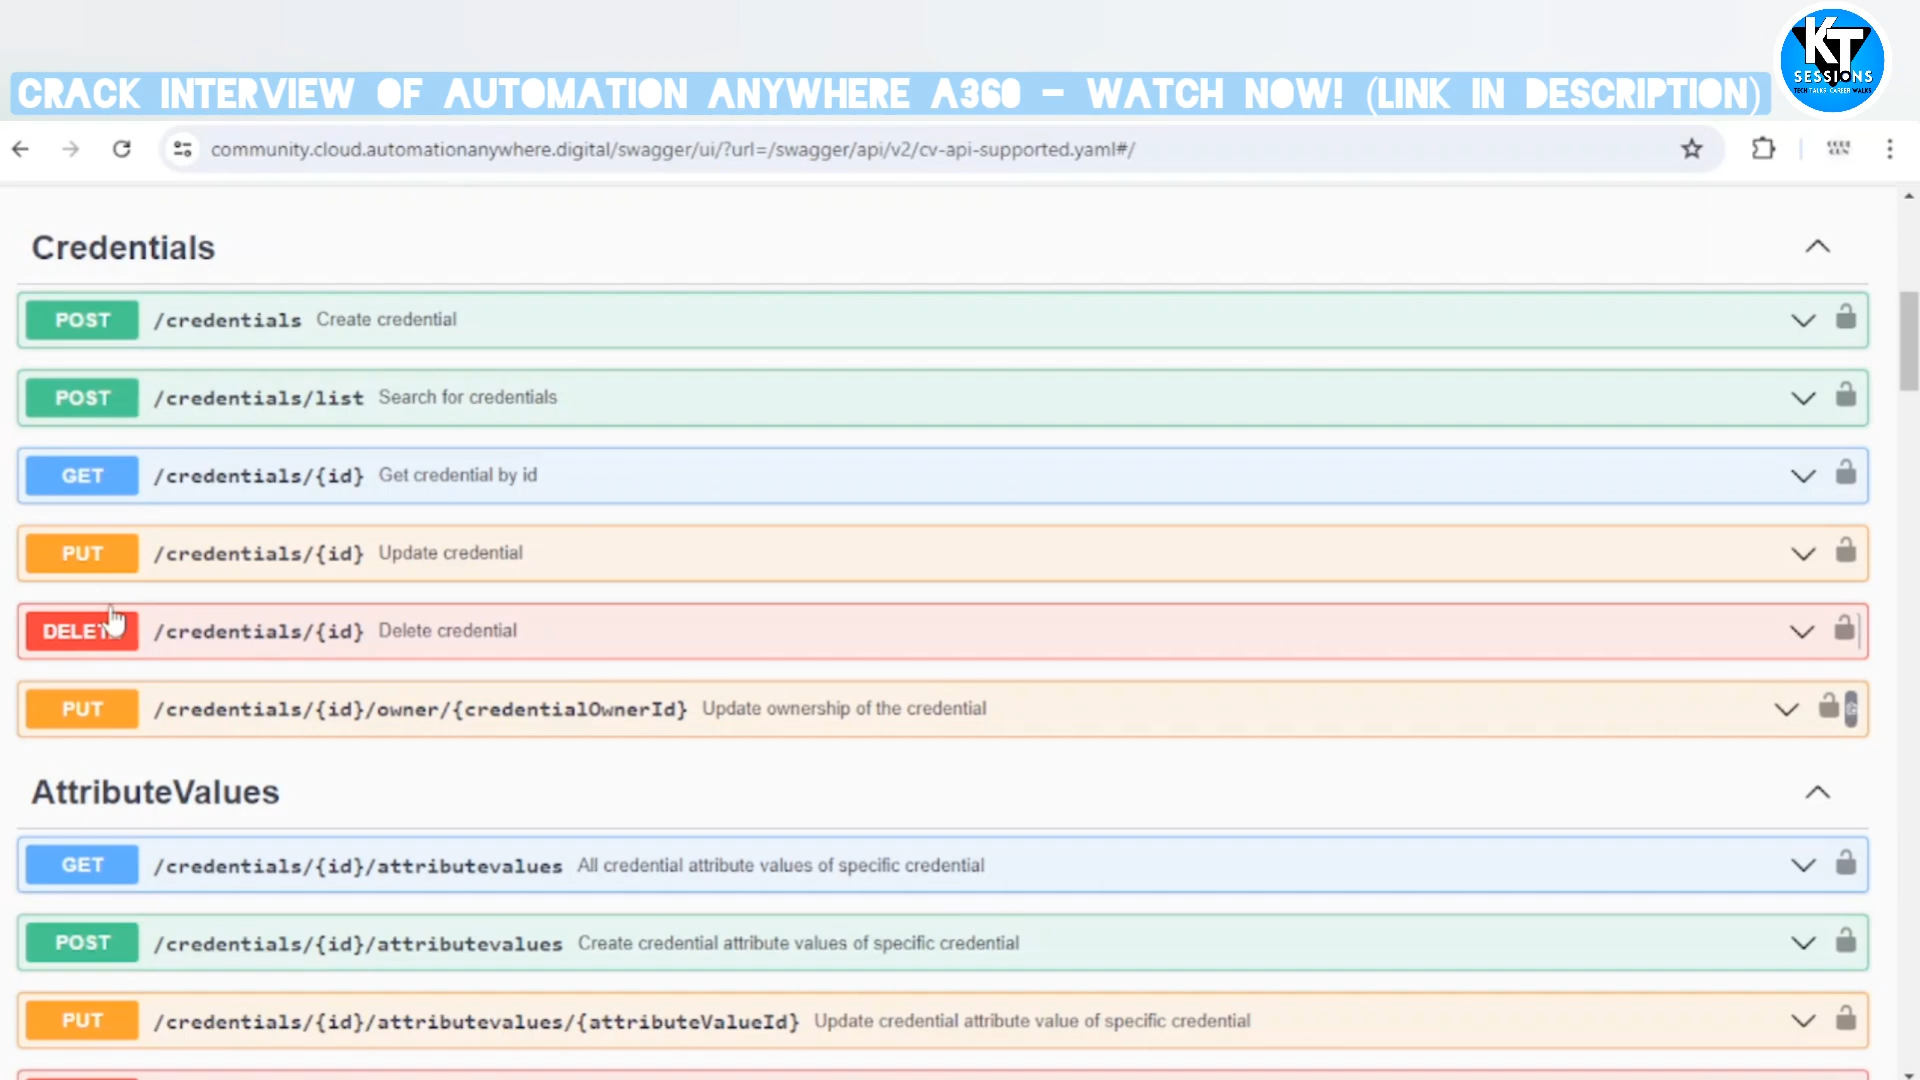 KT
SESSIONS
TECH TALKS CAREER WALKS
CRACK INTERVIEW OF AUTOMATION ANYWHERE A360 - WATCH NOW! (LINK IN DESCRIPTION)
community.cloud.automationanywhere.digital/swagger/ui/?url=/swagger/api/v2/cv-api-supported.yaml#/
Credentials
POST /credentials Create credential
POST /credentials/list Search for credentials
GET /credentials/{id} Get credential by id
PUT /credentials/{id} Update credential
DELETE /credentials/{id} Delete credential
PUT /credentials/{id}/owner/{credentialOwnerId} Update ownership of the credential
AttributeValues
GET /credentials/{id}/attributevalues All credential attribute values of specific credential
POST /credentials/{id}/attributevalues Create credential attribute values of specific credential
PUT /credentials/{id}/attributevalues/{attributeValueId} Update credential attribute value of specific credential